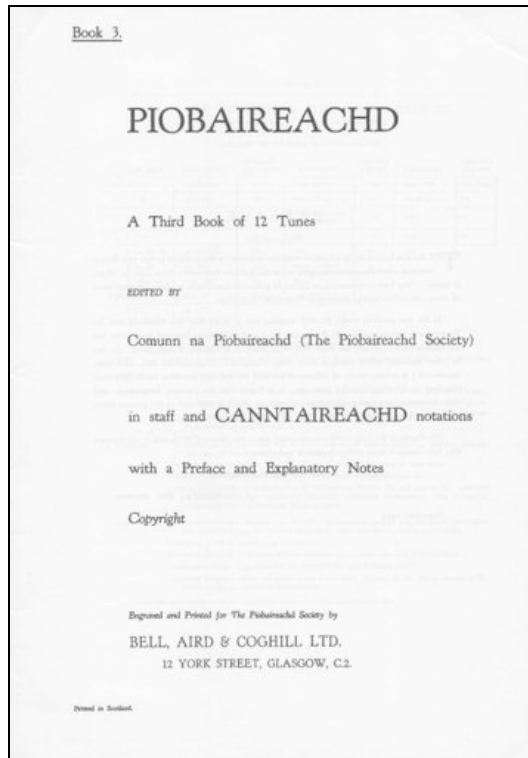 Book 3.
PIOBAIREACHD
A Third Book of 12 Tunes
EDITED BY
Comunn na Piobaireachd (The Piobaireachd Society)
in staff and CANNTAIREACHD notations
with a Preface and Explanatory Notes
Copyright
Engraved and Printed for The Piobaireachd Society by
BELL, AIRD & COGHILL LTD.
12 YORK STREET, GLASGOW, C.2.
Printed in Scotland.